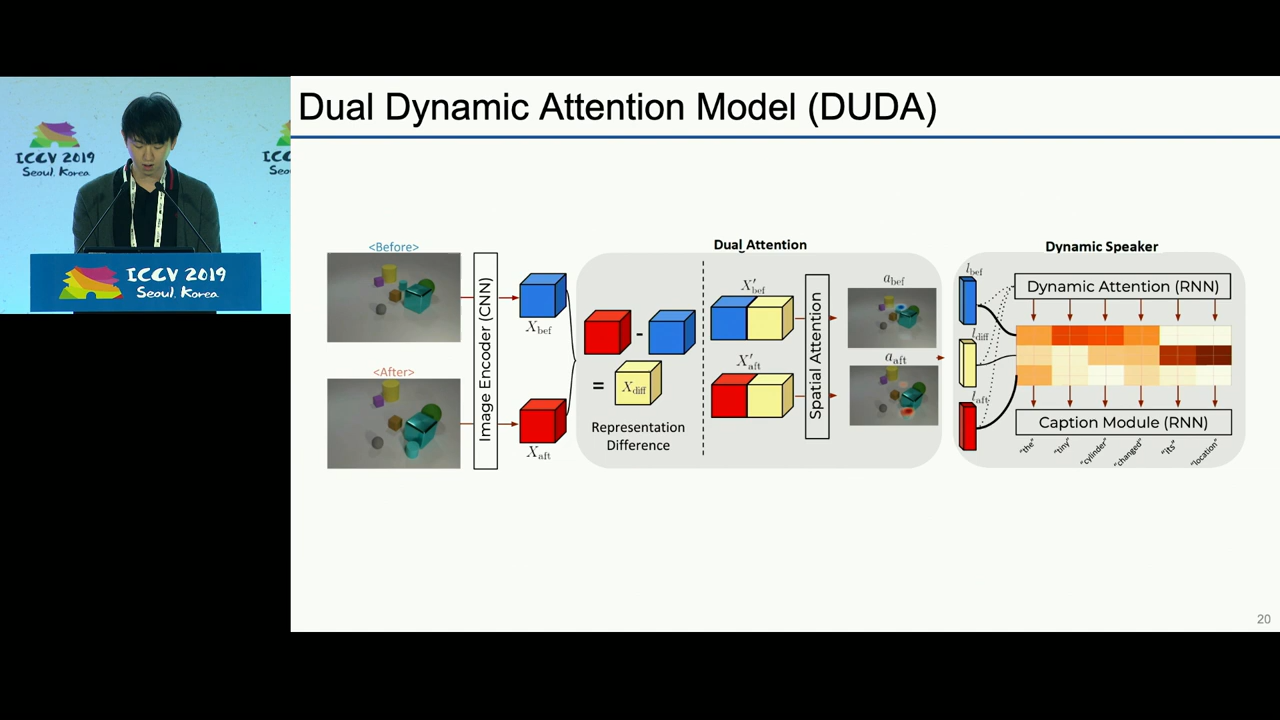 Dual Dynamic Attention Model (DUDA)
ICCV 2019
Seoul, Korea
ICC
Seo
ICCV 2019
Seoul, Korea
<Before>
<After>
Image Encoder (CNN)
X_bef
X_aft
Dual Attention
-
=
X_diff
Representation
Difference
X'_bef
X'_aft
Spatial Attention
a_bef
a_aft
Dynamic Speaker
l_bef
l_diff
l_aft
Dynamic Attention (RNN)
Caption Module (RNN)
"the"
"tiny"
"cylinder"
"changed"
"its"
"location"
20